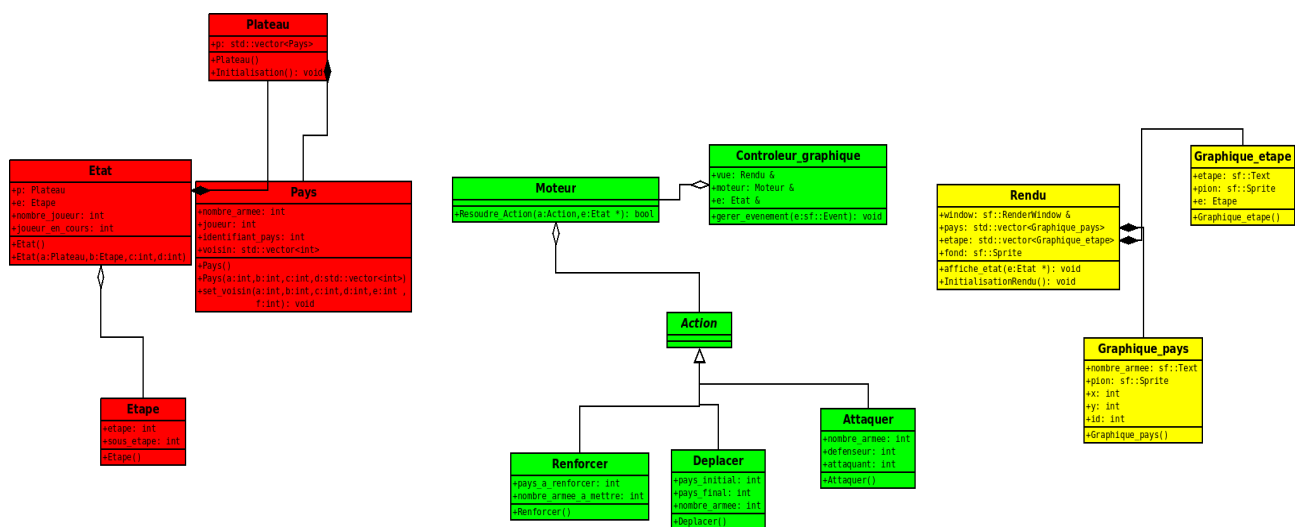 Plateau
+p: std::vector<Pays>
+Plateau()
+Initialisation(): void
Etat
+p: Plateau
+e: Etape
+nombre_joueur: int
+joueur_en_cours: int
+Etat()
+Etat(a:Plateau,b:Etape,c:int,d:int)
Pays
+nombre_armee: int
+joueur: int
+identifiant_pays: int
+voisin: std::vector<int>
+Pays()
+Pays(a:int,b:int,c:int,d:std::vector<int>)
+set_voisin(a:int,b:int,c:int,d:int,e:int ,
f:int): void
Etape
+etape: int
+sous_etape: int
+Etape()
Moteur
+Resoudre_Action(a:Action,e:Etat *): bool
Controleur_graphique
+vue: Rendu &
+moteur: Moteur &
+e: Etat &
+gerer_evenement(e:sf::Event): void
Action
Renforcer
+pays_a_renforcer: int
+nombre_armee_a_mettre: int
+Renforcer()
Deplacer
+pays_initial: int
+pays_final: int
+nombre_armee: int
+Deplacer()
Attaquer
+nombre_armee: int
+defenseur: int
+attaquant: int
+Attaquer()
Rendu
+window: sf::RenderWindow &
+pays: std::vector<Graphique_pays>
+etape: std::vector<Graphique_etape>
+fond: sf::Sprite
+affiche_etat(e:Etat *): void
+InitialisationRendu(): void
Graphique_etape
+etape: sf::Text
+pion: sf::Sprite
+e: Etape
+Graphique_etape()
Graphique_pays
+nombre_armee: sf::Text
+pion: sf::Sprite
+x: int
+y: int
+id: int
+Graphique_pays()